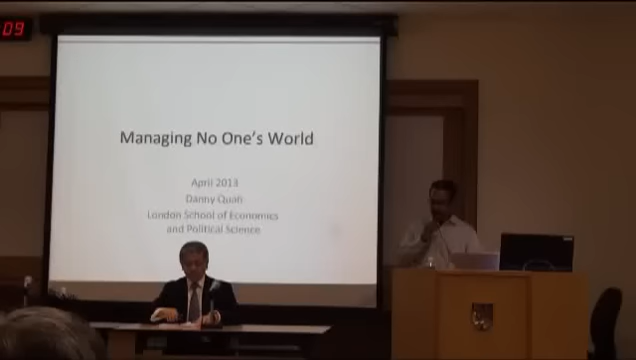 09
Managing No One's World
April 2013
Danny Quah
London School of Economics
and Political Science